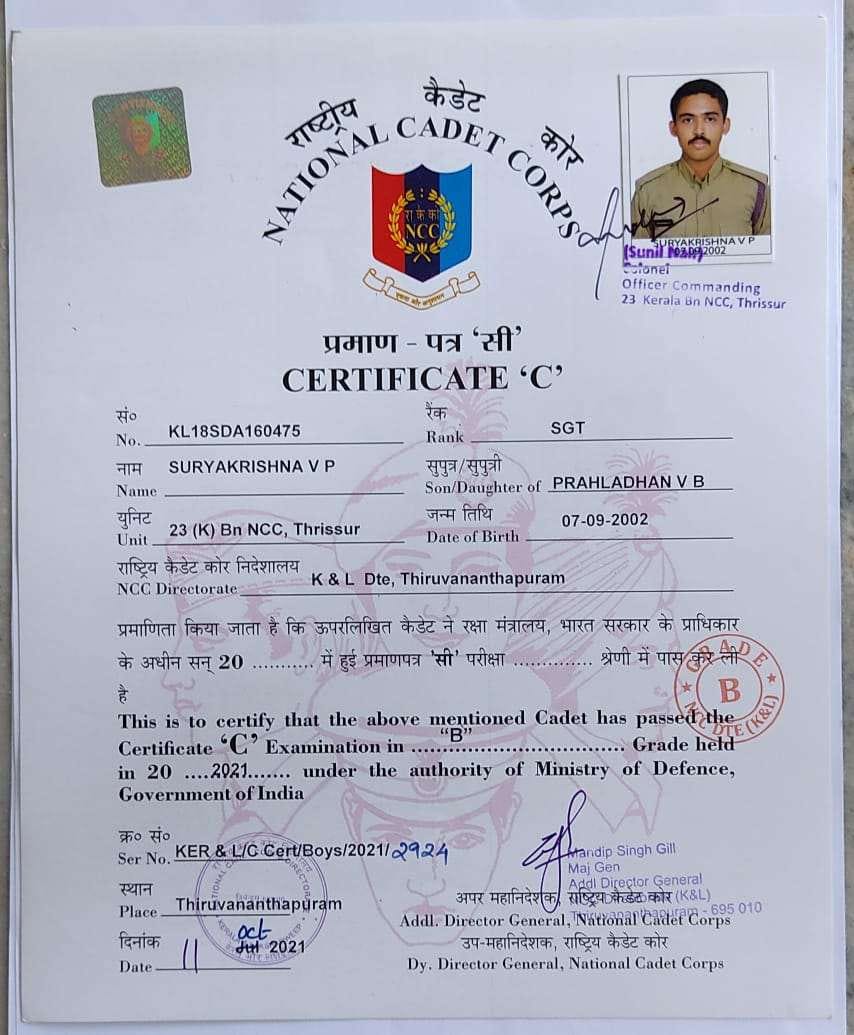 राष्ट्रीय कैडेट कोर
NATIONAL CADET CORPS
रा के को
NCC
एकता और अनुशासन
SURYAKRISHNA V P
07.09.2002
(Sunil Nair)
Colonel
Officer Commanding
23 Kerala Bn NCC, Thrissur
प्रमाण - पत्र ‘सी’
CERTIFICATE ‘C’
सं० रैंक
No. KL18SDA160475 Rank SGT
नाम सुपुत्र/सुपुत्री
Name SURYAKRISHNA V P Son/Daughter of PRAHLADHAN V B
युनिट जन्म तिथि
Unit 23 (K) Bn NCC, Thrissur Date of Birth 07-09-2002
राष्ट्रिय कैडेट कोर निदेशालय
NCC Directorate K & L Dte, Thiruvananthapuram
प्रमाणिता किया जाता है कि ऊपरलिखित कैडेट ने रक्षा मंत्रालय, भारत सरकार के प्राधिकार
के अधीन सन् 20 ........... में हुई प्रमाणपत्र 'सी' परीक्षा .............. श्रेणी में पास कर ली
है
GRADE
B
NCC DTE (K&L)
This is to certify that the above mentioned Cadet has passed the
Certificate ‘C’ Examination in ...“B”... Grade held
in 20 ....2021....... under the authority of Ministry of Defence,
Government of India
क्र० सं०
Ser No. KER & L/C Cert/Boys/2021/2924
स्थान
Place Thiruvananthapuram
दिनांक
Date 11 Oct Jul 2021
Mandip Singh Gill
Maj Gen
Addl Director General
(K&L)
Thiruvananthapuram - 695 010
अपर महानिदेशक, राष्ट्रिय कैडेट कोर
Addl. Director General, National Cadet Corps
उप-महानिदेशक, राष्ट्रिय कैडेट कोर
Dy. Director General, National Cadet Corps